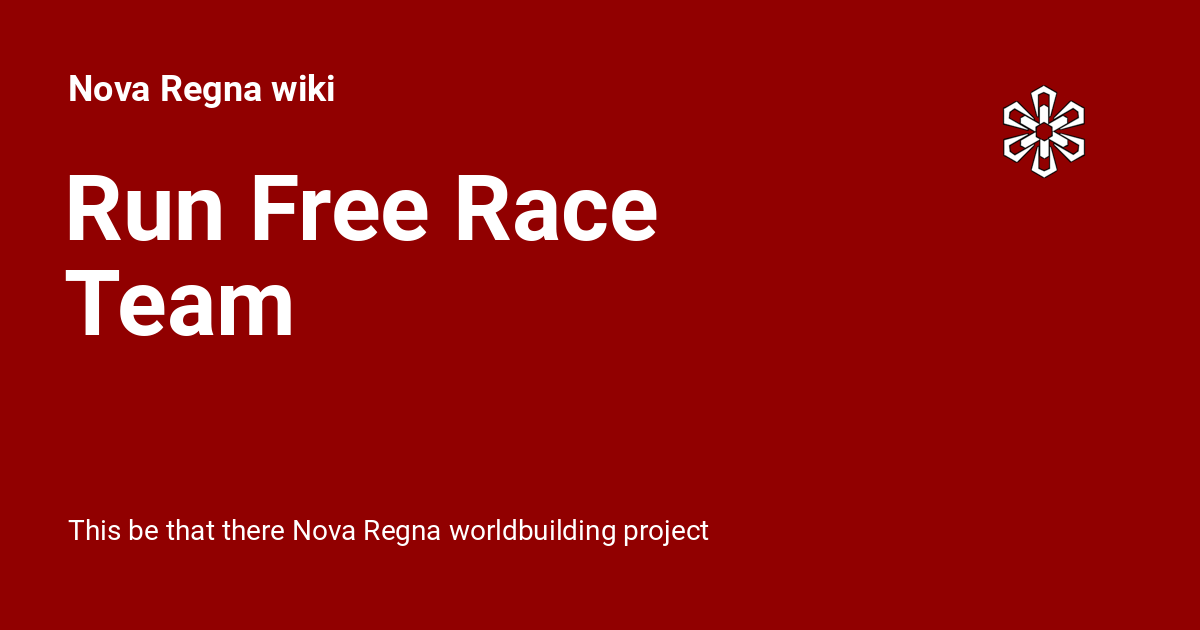 Nova Regna wiki
Run Free Race
Team
This be that there Nova Regna worldbuilding project